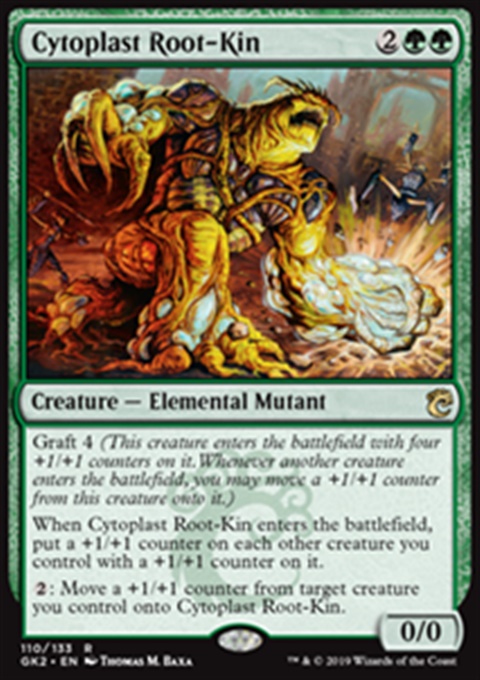 Cytoplast Root-Kin 2
Creature — Elemental Mutant
Graft 4 (This creature enters the battlefield with four
+1/+1 counters on it.Whenever another creature
enters the battlefield, you may move a +1/+1 counter
from this creature onto it.)
When Cytoplast Root-Kin enters the battlefield,
put a +1/+1 counter on each other creature you
control with a +1/+1 counter on it.
2: Move a +1/+1 counter from target creature
you control onto Cytoplast Root-Kin.
0/0
110/133 R
GK2 • EN Thomas M. Baxa
™ & © 2019 Wizards of the Coast